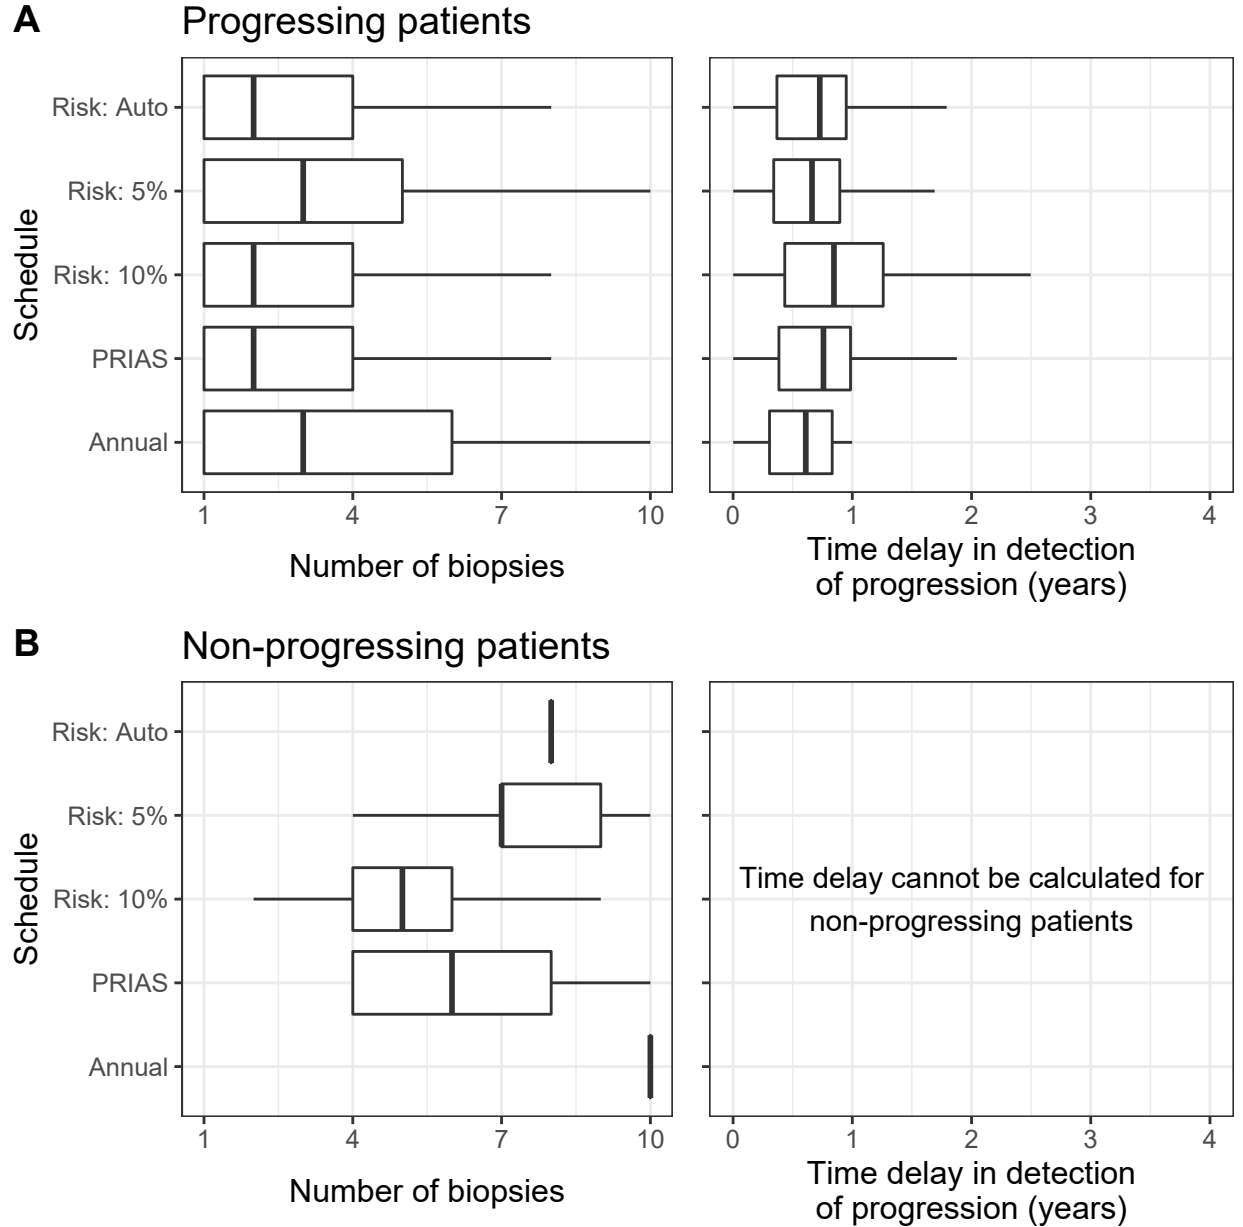 A Progressing patients
Risk: Auto
Risk: 5%
Risk: 10%
PRIAS
Annual
Schedule
1 4 7 10
Number of biopsies
0 1 2 3 4
Time delay in detection
of progression (years)
B Non-progressing patients
Risk: Auto
Risk: 5%
Risk: 10%
PRIAS
Annual
Schedule
1 4 7 10
Number of biopsies
Time delay cannot be calculated for
non-progressing patients
0 1 2 3 4
Time delay in detection
of progression (years)